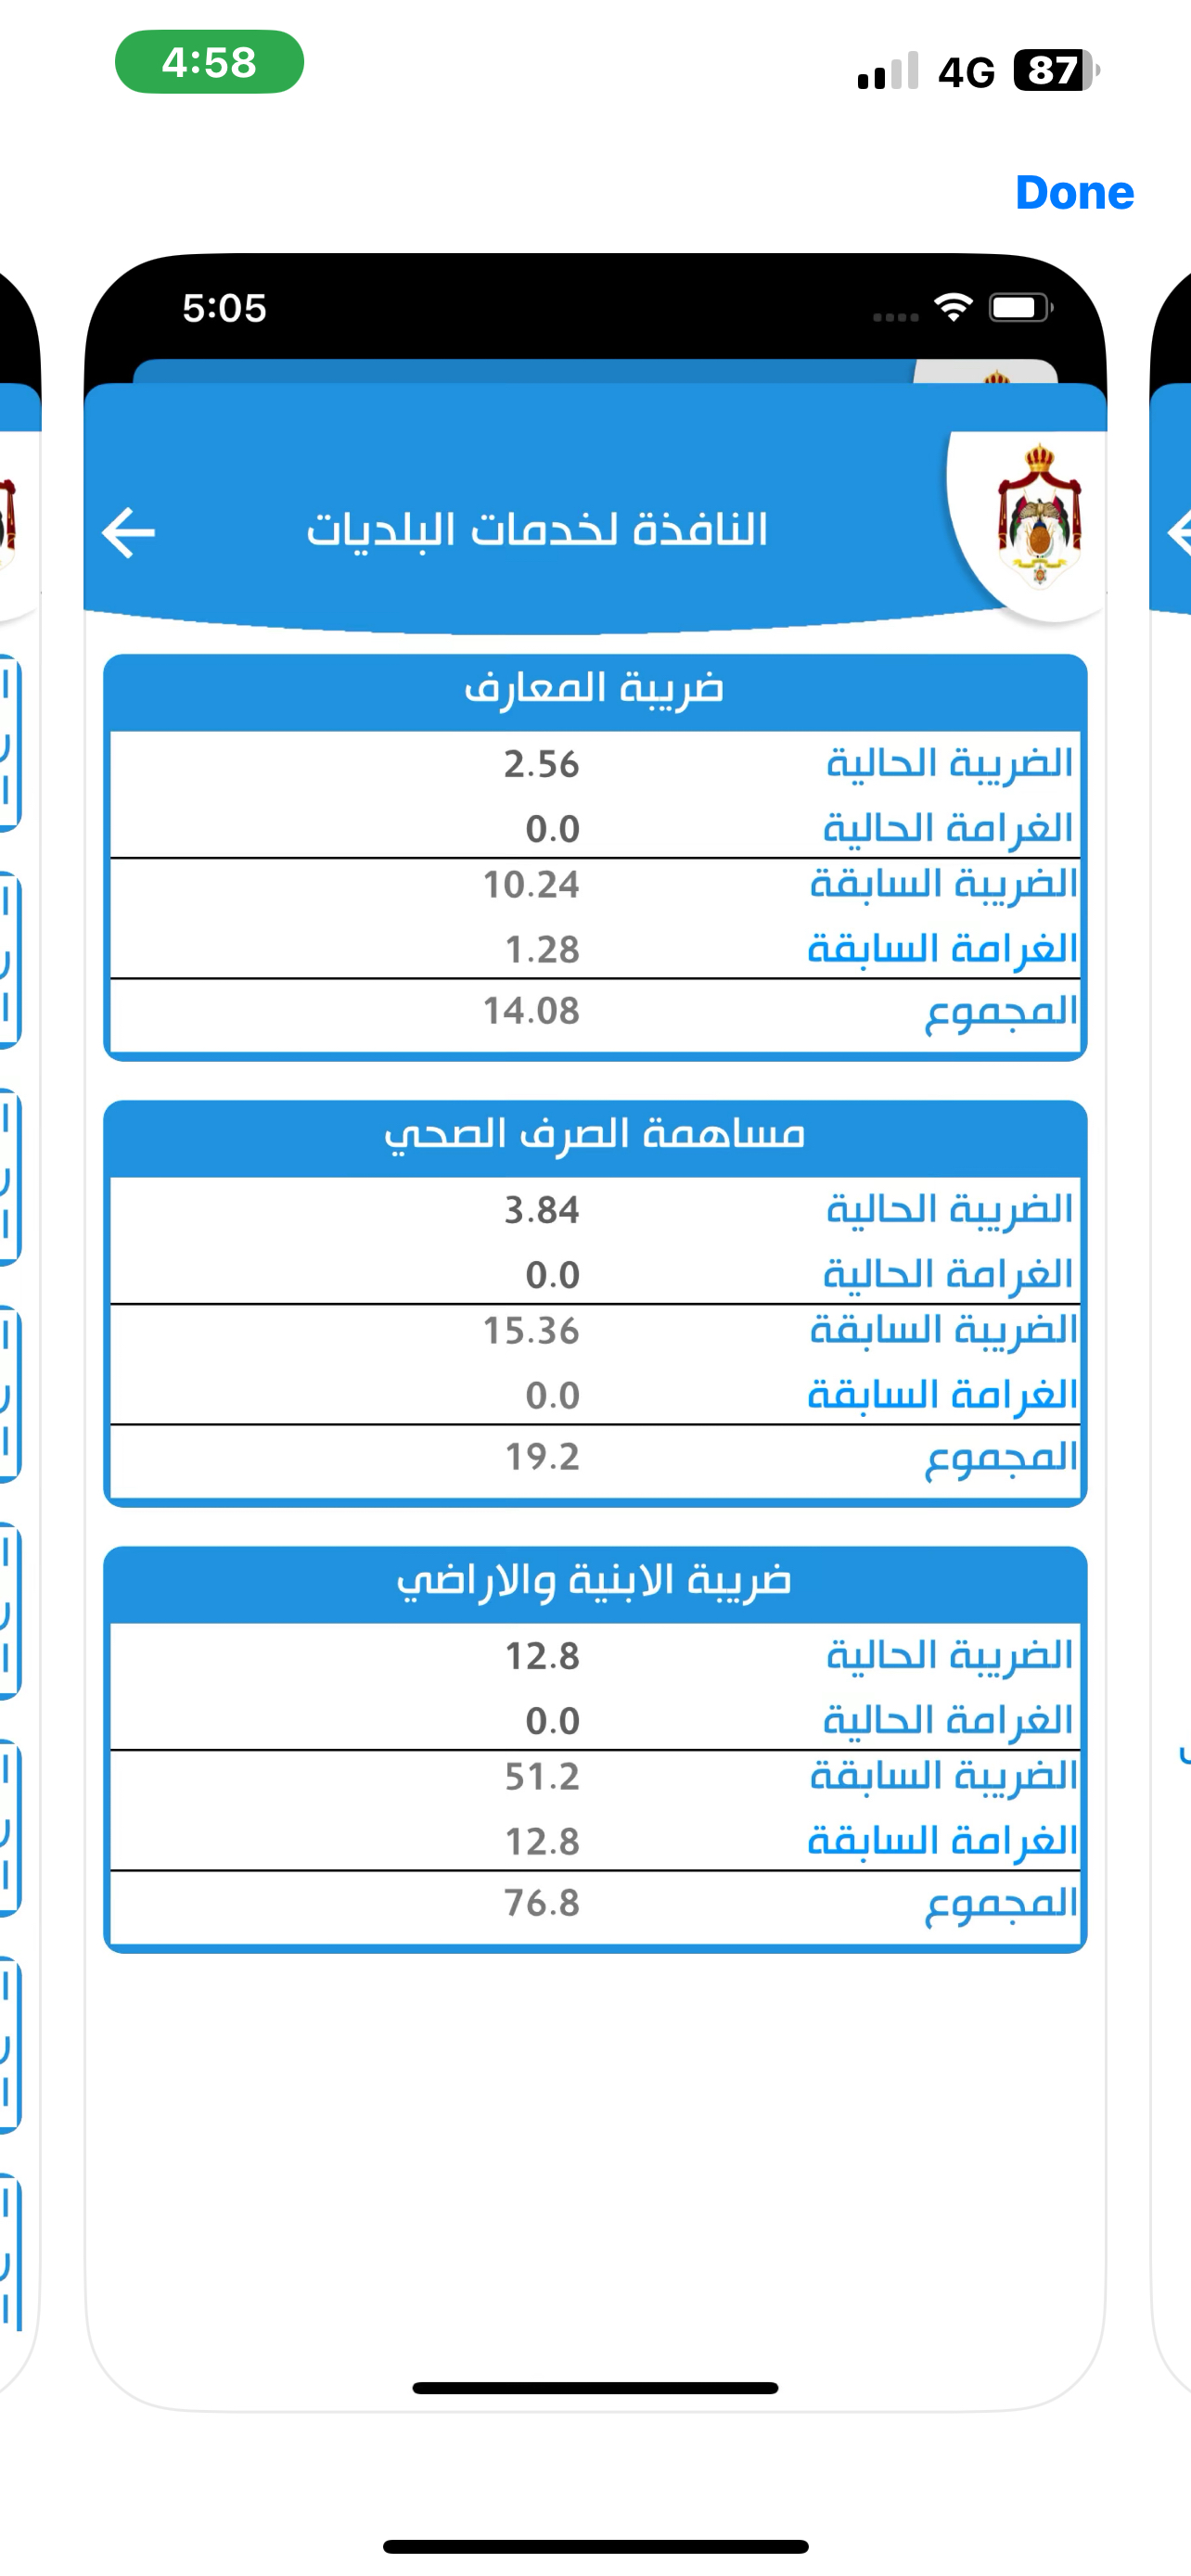 4:58
4G 87
Done
5:05
النافذة لخدمات البلديات
ضريبة المعارف
الضريبة الحالية 2.56
الغرامة الحالية 0.0
الضريبة السابقة 10.24
الغرامة السابقة 1.28
المجموع 14.08
مساهمة الصرف الصحي
الضريبة الحالية 3.84
الغرامة الحالية 0.0
الضريبة السابقة 15.36
الغرامة السابقة 0.0
المجموع 19.2
ضريبة الابنية والاراضي
الضريبة الحالية 12.8
الغرامة الحالية 0.0
الضريبة السابقة 51.2
الغرامة السابقة 12.8
المجموع 76.8